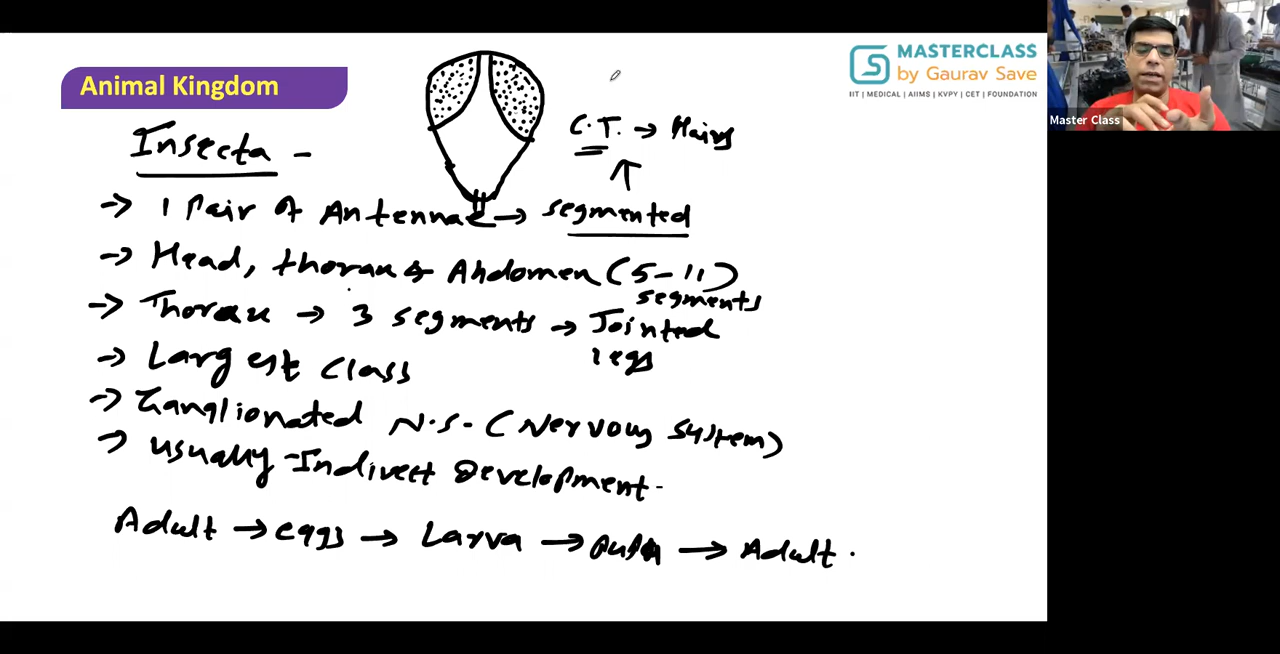 Animal Kingdom
MASTERCLASS
by Gaurav Save
IIT | MEDICAL | AIIMS | KVPY | CET | FOUNDATION
Master Class
Insecta -
C.T. → Hairs
→ 1 Pair of Antennae → segmented
→ Head, thorax & Abdomen (5-11)
segments
→ Thorax → 3 segments → Jointed
legs
→ Largest Class
→ Ganglionated N.S. (Nervous system)
→ Usually Indirect Development.
Adult → eggs → Larva → pupa → Adult.